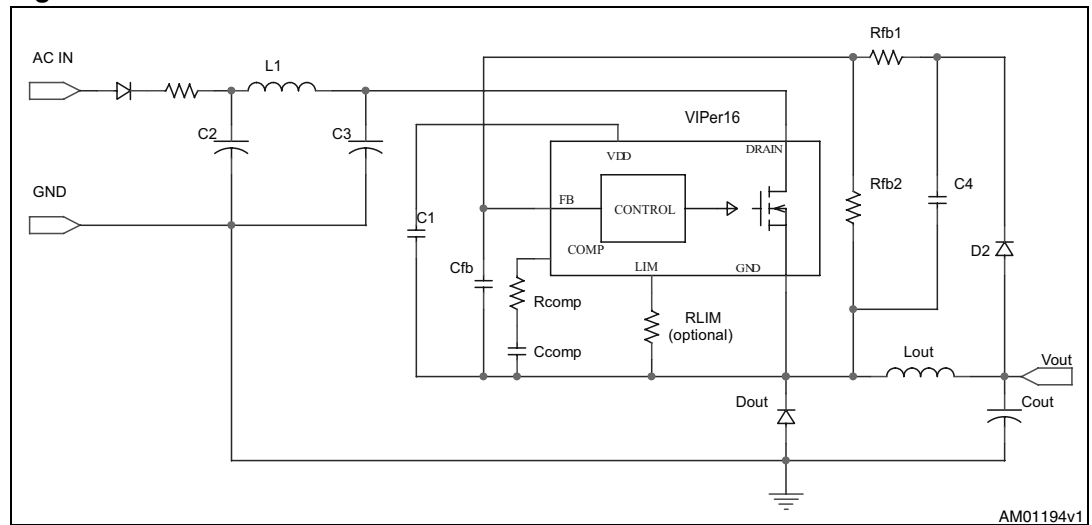 Rfb1
AC IN
L1
VIPer16
C2
C3
VDD
DRAIN
GND
Rfb2
C4
FB
CONTROL
C1
COMP
D2
Cfb
LIM
GND
Rcomp
RLIM
(optional)
Ccomp
Lout
Vout
Dout
Cout
AM01194v1